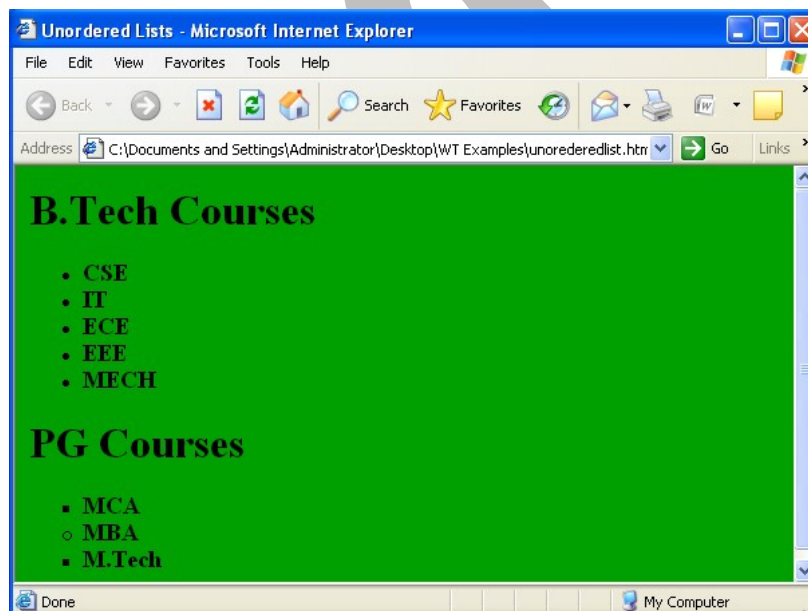 Unordered Lists - Microsoft Internet Explorer
File Edit View Favorites Tools Help
Back Search Favorites
Address C:\Documents and Settings\Administrator\Desktop\WT Examples\unorederedlist.htm Go Links
B.Tech Courses
CSE
IT
ECE
EEE
MECH
PG Courses
MCA
MBA
M.Tech
Done My Computer